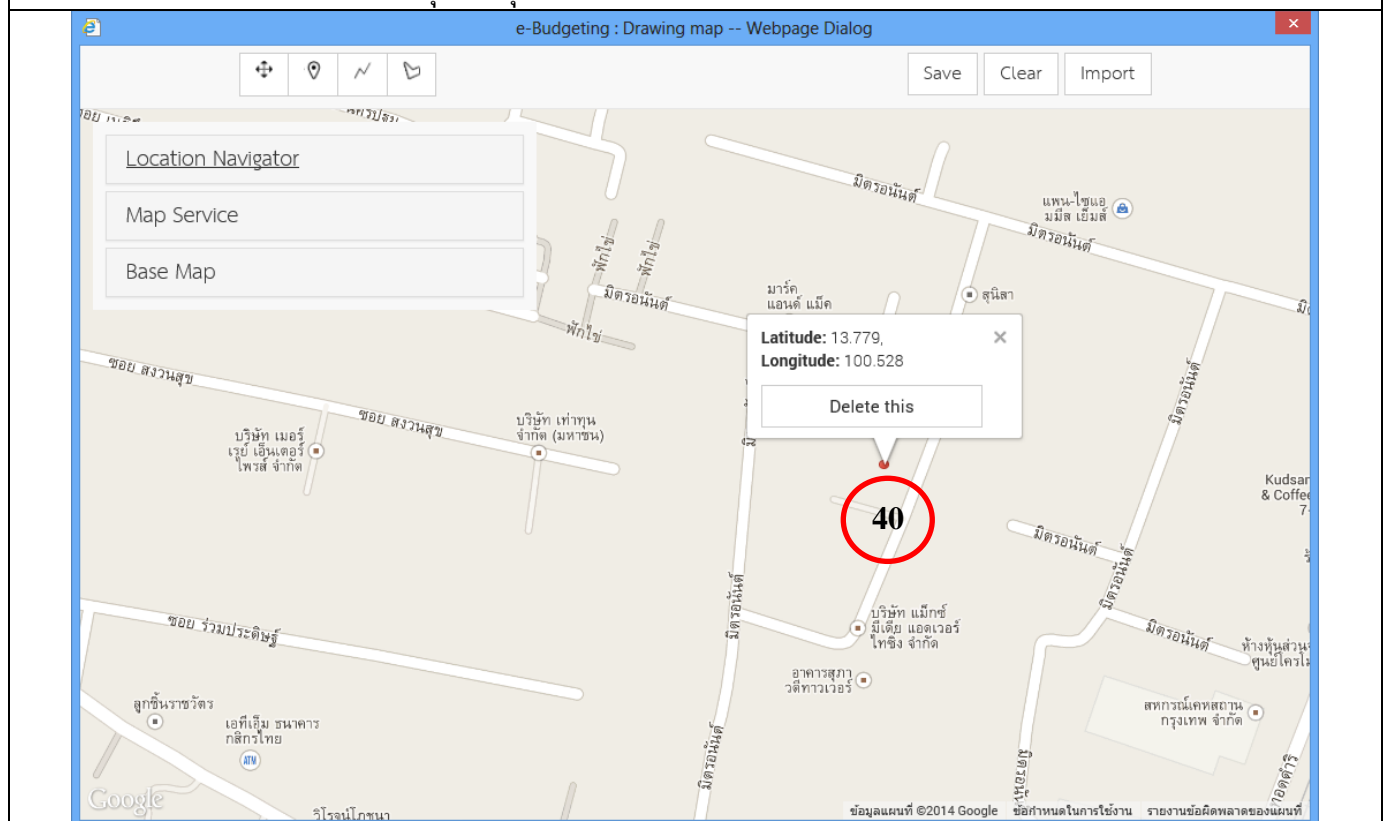 e-Budgeting : Drawing map -- Webpage Dialog
Save Clear Import
Location Navigator
Map Service
Base Map
มิตรอนันต์
แพน-ไซแอ
มมีส เย็มส์
มิตรอนันต์
ฟักไข่
ฟักไข่
มิตรอนันต์
มาร์ค
แอนด์ แม็ค
สุนิสา
ฟักไข่
Latitude: 13.779,
Longitude: 100.528
Delete this
ซอย สงวนสุข
ซอย สงวนสุข
มิตรอนันต์
บริษัท เมอร์
เรย์ เอ็นเตอร์
ไพรส์ จำกัด
บริษัท เท่าทุน
จำกัด (มหาชน)
Kudsan
& Coffee
7-
40
มิตรอนันต์
มิตรอนันต์
มิตรอนันต์
บริษัท แม็กซ์
มีเดีย แอดเวอร์
ไทซิ่ง จำกัด
ซอย ร่วมประดิษฐ์
มิตรอนันต์
ห้างหุ้นส่วน
อาคารสุภา
วดีทาวเวอร์
ลูกชิ้นราชวัตร
เอทีเอ็ม ธนาคาร
กสิกรไทย
ATM
สหกรณ์เคหสถาน
กรุงเทพ จำกัด
มิตรอนันต์
Google
วิโรจน์โภชนา
ข้อมูลแผนที่ ©2014 Google ข้อกำหนดในการใช้งาน รายงานข้อผิดพลาดของแผนที่